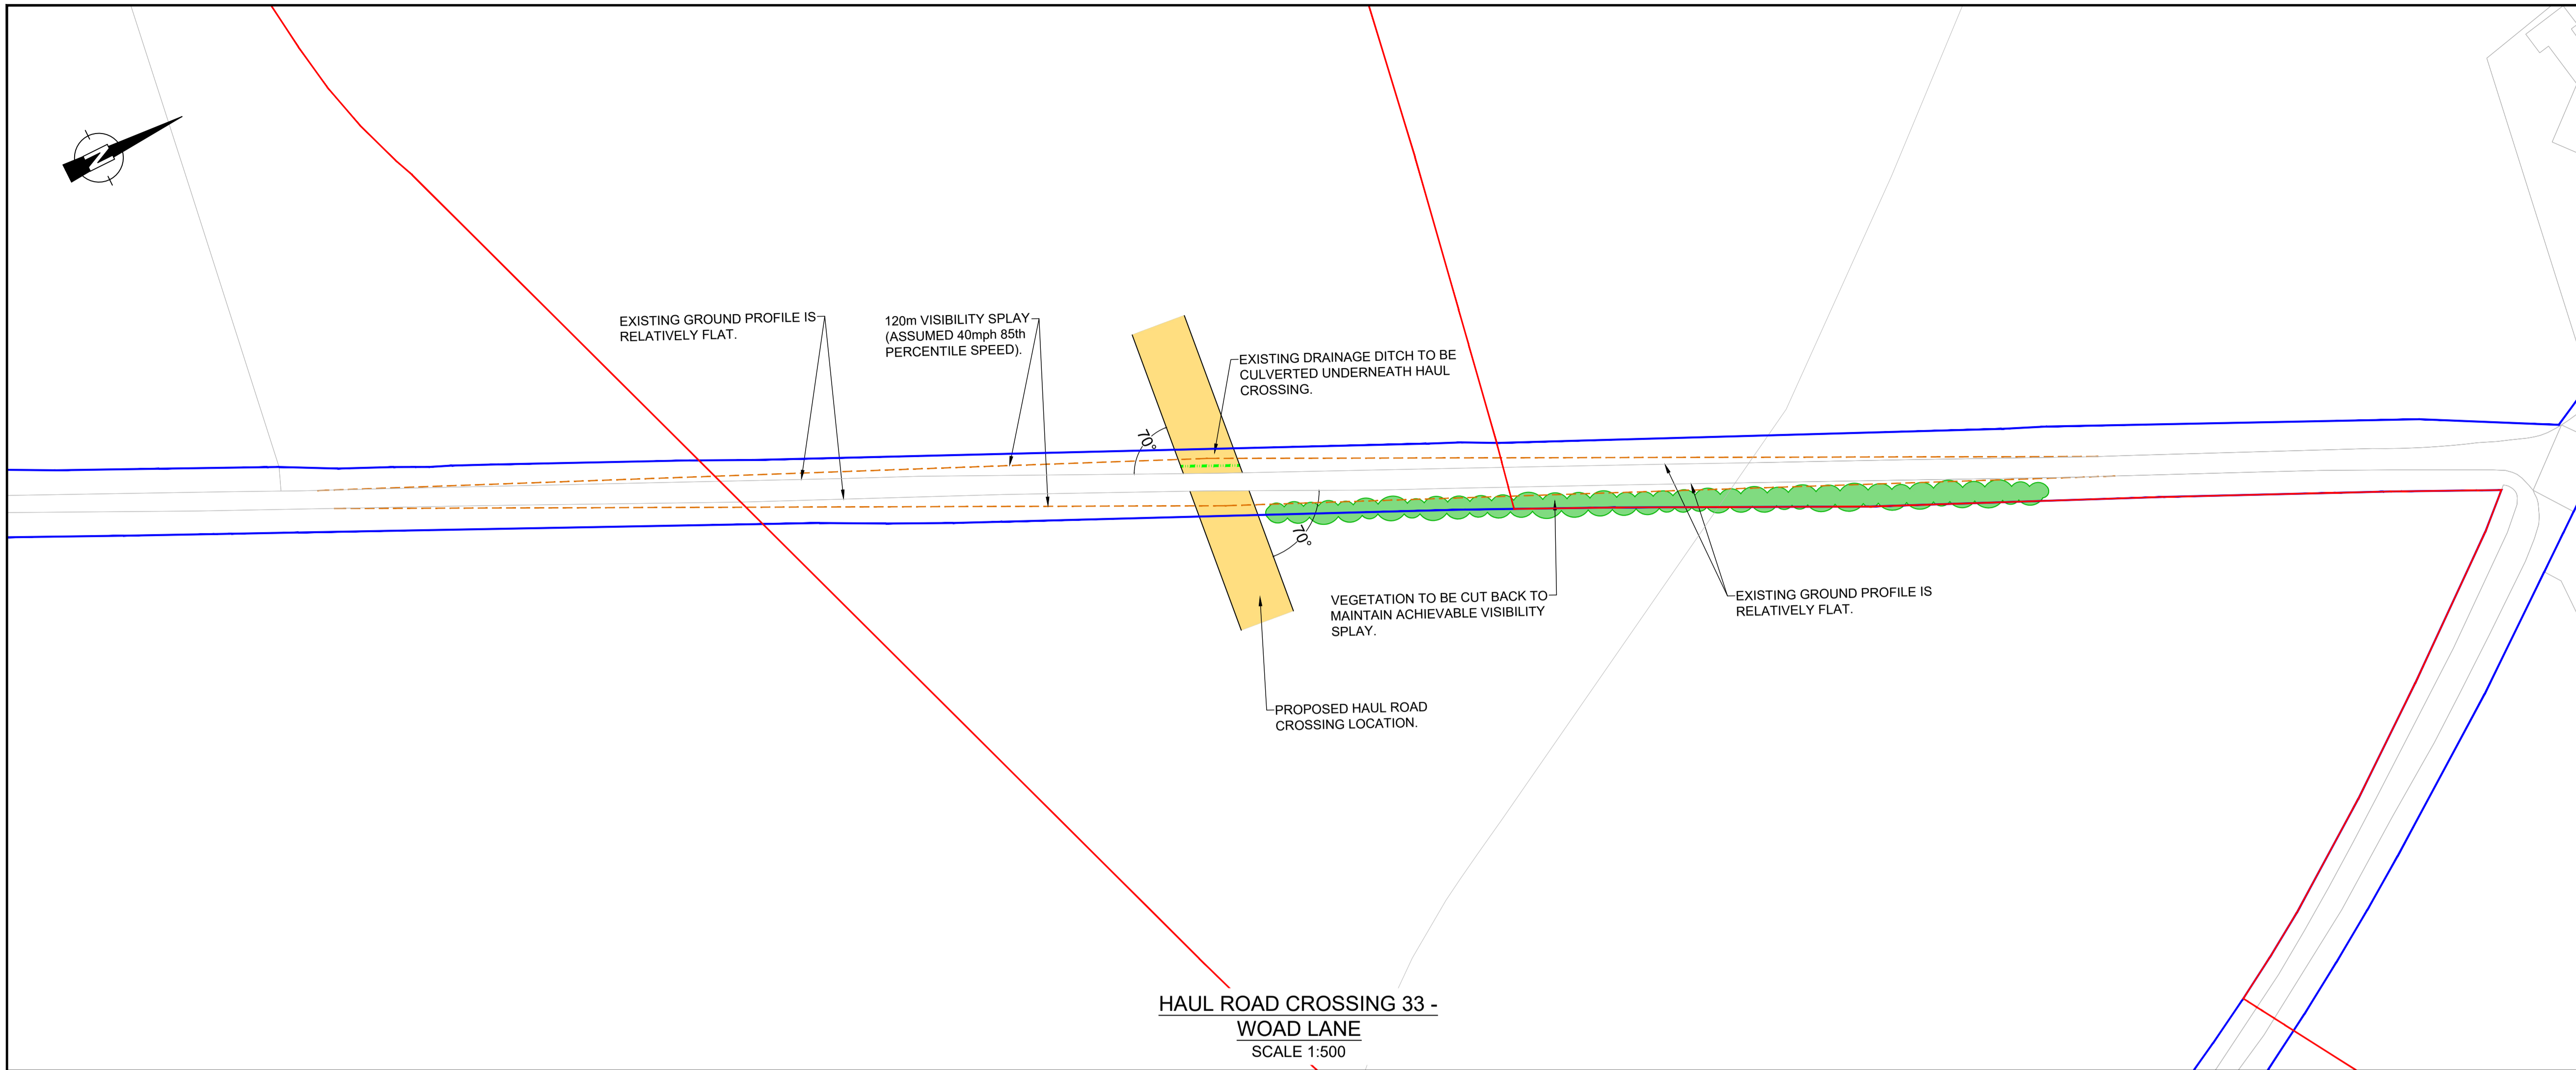 N
EXISTING GROUND PROFILE IS
RELATIVELY FLAT.
120m VISIBILITY SPLAY
(ASSUMED 40mph 85th
PERCENTILE SPEED).
EXISTING DRAINAGE DITCH TO BE
CULVERTED UNDERNEATH HAUL
CROSSING.
70°
70°
VEGETATION TO BE CUT BACK TO
MAINTAIN ACHIEVABLE VISIBILITY
SPLAY.
EXISTING GROUND PROFILE IS
RELATIVELY FLAT.
PROPOSED HAUL ROAD
CROSSING LOCATION.
HAUL ROAD CROSSING 33 -
WOAD LANE
SCALE 1:500